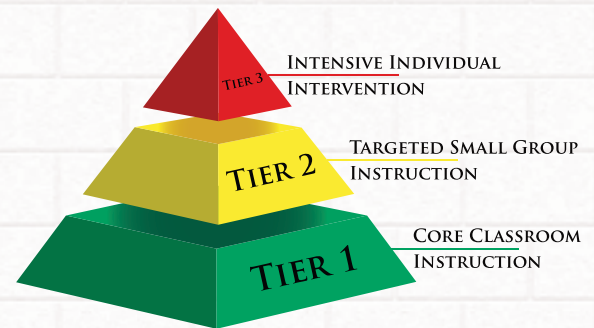 Tier 3
Intensive Individual
Intervention
Tier 2
Targeted Small Group
Instruction
Tier 1
Core Classroom
Instruction